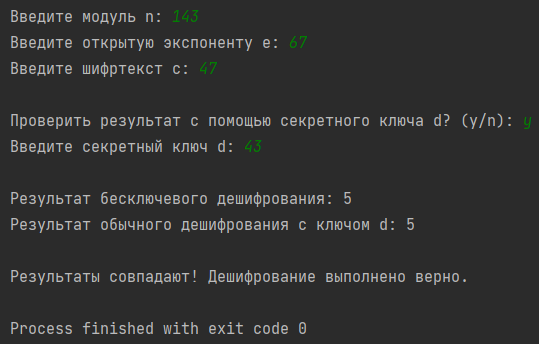 Введите модуль n: 143
Введите открытую экспоненту e: 67
Введите шифртекст c: 47
Проверить результат с помощью секретного ключа d? (y/n): y
Введите секретный ключ d: 43
Результат бесключевого дешифрования: 5
Результат обычного дешифрования с ключом d: 5
Результаты совпадают! Дешифрование выполнено верно.
Process finished with exit code 0